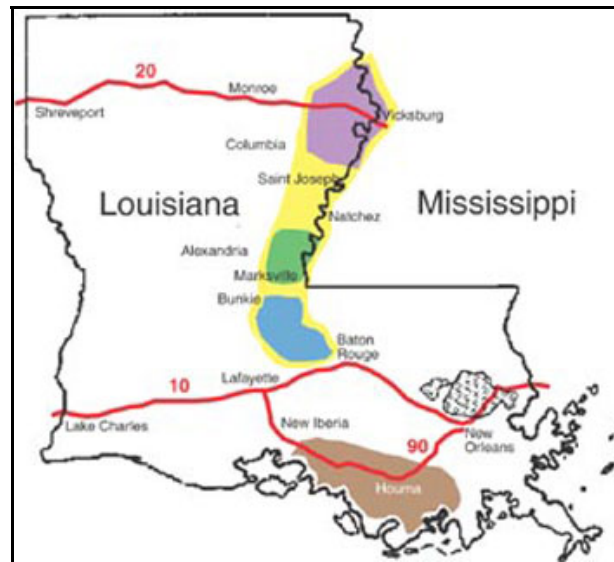 20
Monroe
Shreveport
Vicksburg
Columbia
Saint Joseph
Louisiana
Mississippi
Natchez
Alexandria
Marksville
Bunkie
Baton
Rouge
Lafayette
10
Lake Charles
New Iberia
90
New
Orleans
Houma